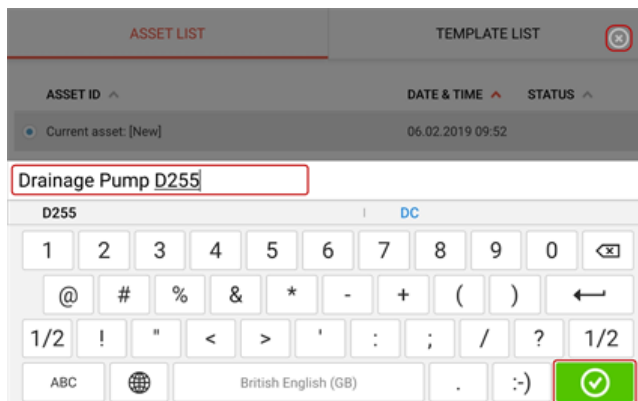 ASSET LIST TEMPLATE LIST
ASSET ID DATE & TIME STATUS
Current asset: [New] 06.02.2019 09:52
Drainage Pump D255
D255 DC
1 2 3 4 5 6 7 8 9 0
@ # % & * - + ( )
1/2 ! " < > ' : ; / ? 1/2
ABC British English (GB) . :-)